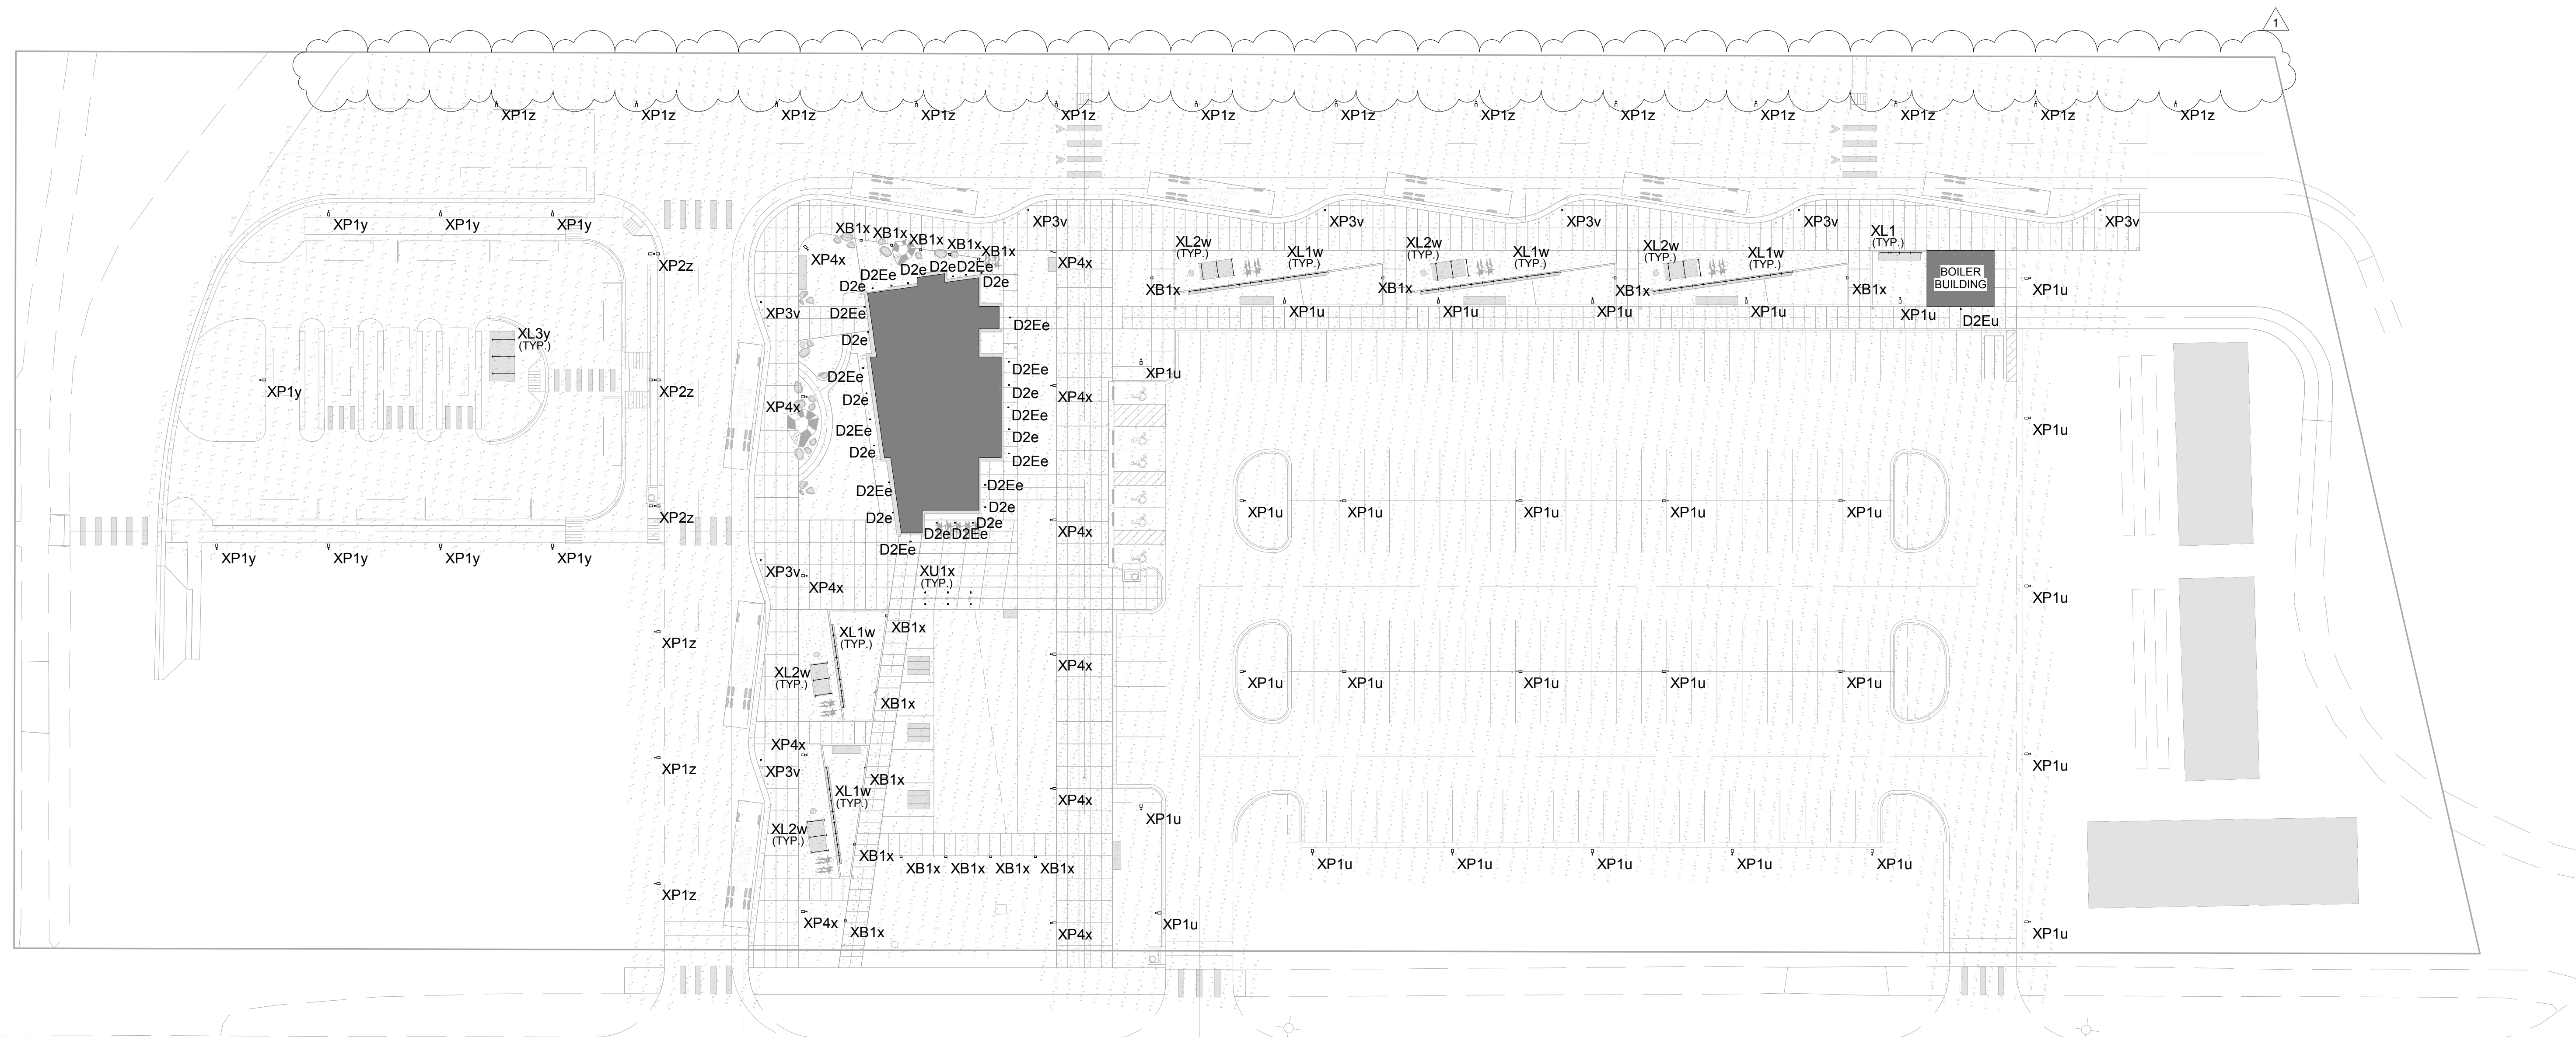 1
XP1z XP1z XP1z XP1z XP1z XP1z XP1z XP1z XP1z XP1z XP1z XP1z XP1z
XP1y XP1y XP1y
XP3v XP3v XP3v XP3v XP3v
XB1x XB1x XB1x XB1x XB1x
XL2w
(TYP.)
XL1w
(TYP.)
XL2w
(TYP.)
XL1w
(TYP.)
XL2w
(TYP.)
XL1w
(TYP.)
XL1
(TYP.)
XP2z
XP4x
XP4x
D2Ee D2e D2e D2Ee
D2e
D2e
BOILER
BUILDING
XB1x XB1x XB1x XB1x
XP1u
XP3v
D2Ee
XP1u XP1u XP1u XP1u XP1u
D2Eu
D2Ee
XL3y
(TYP.)
D2e
D2Ee
D2Ee
XP1u
XP1y
XP2z
D2e
D2e
XP4x
XP4x
D2Ee
D2Ee
D2e
XP1u
D2e
D2Ee
D2Ee
D2Ee
D2e
XP2z
D2e
D2e
D2e D2Ee
XP4x
XP1u XP1u XP1u XP1u XP1u
D2Ee
XP1y XP1y XP1y XP1y
XP3v
XU1x
(TYP.)
XP4x
XP1u
XP1z
XL1w
(TYP.)
XB1x
XP4x
XL2w
(TYP.)
XP1u XP1u XP1u XP1u XP1u
XB1x
XP4x
XP1z
XP3v
XP1u
XB1x
XL1w
(TYP.)
XP4x
XP1u
XL2w
(TYP.)
XB1x
XB1x XB1x XB1x XB1x
XP1u XP1u XP1u XP1u XP1u
XP1z
XP4x
XP1u
XB1x
XP4x
XP1u